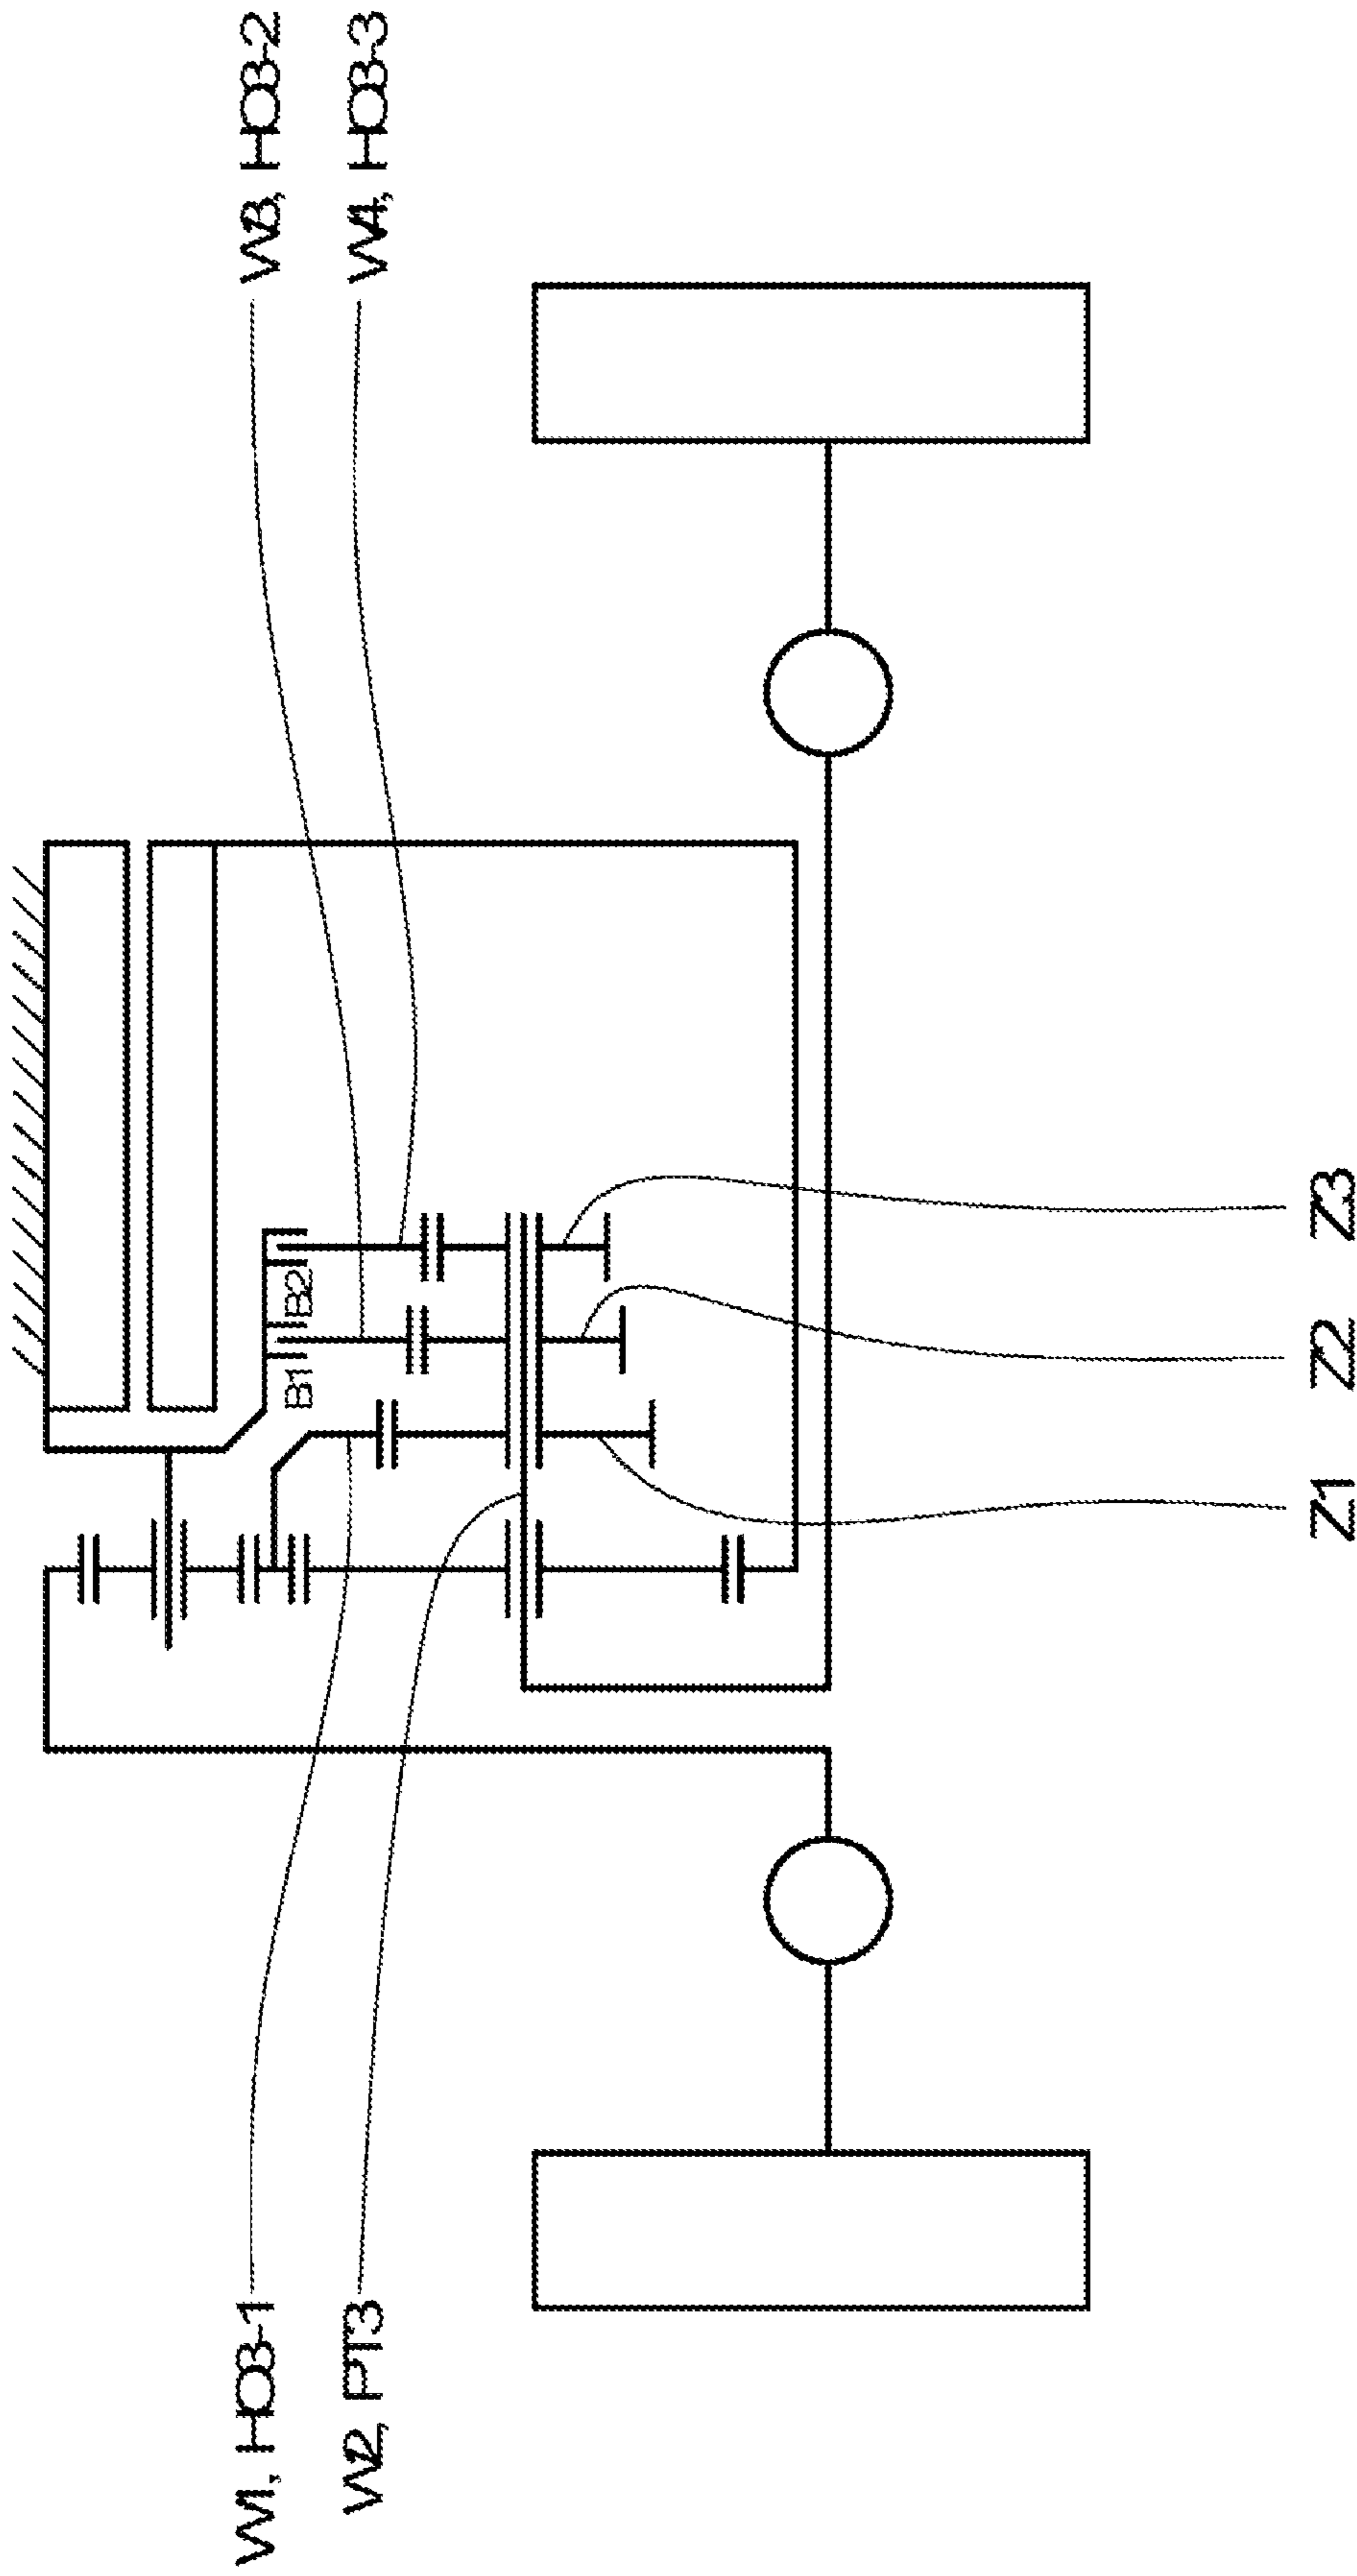 W1, HO3-1
W2, PT3
W3, HO3-2
W4, HO3-3
B1
B2
Z1
Z2
Z3